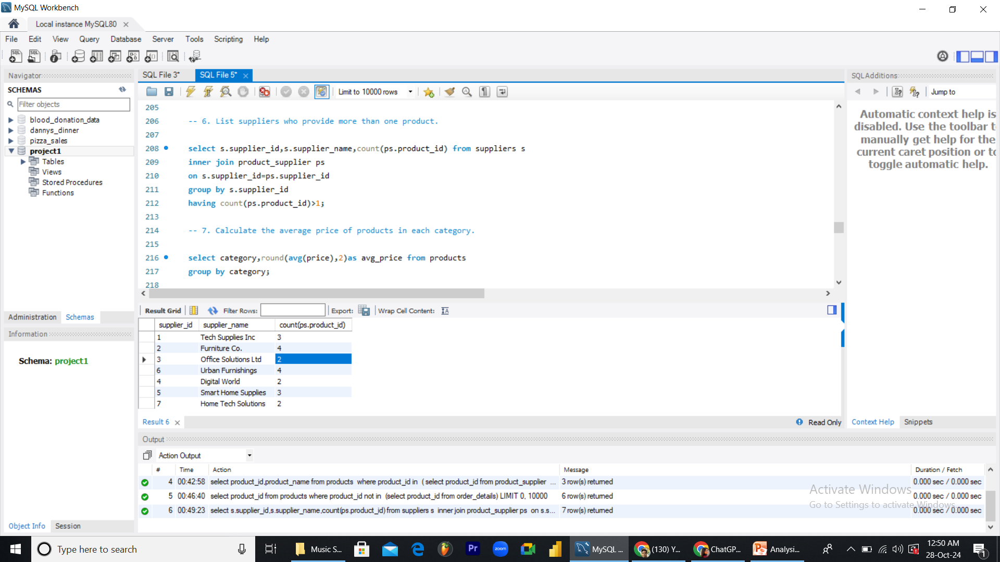 MySQL Workbench
Local instance MySQL80
File Edit View Query Database Server Tools Scripting Help
Navigator
SCHEMAS
Filter objects
blood_donation_data
dannys_dinner
pizza_sales
project1
Tables
Views
Stored Procedures
Functions
Administration Schemas
Information
Schema: project1
Object Info Session
SQL File 3* SQL File 5*
Limit to 10000 rows
205
206 -- 6. List suppliers who provide more than one product.
207
208 select s.supplier_id,s.supplier_name,count(ps.product_id) from suppliers s
209 inner join product_supplier ps
210 on s.supplier_id=ps.supplier_id
211 group by s.supplier_id
212 having count(ps.product_id)>1;
213
214 -- 7. Calculate the average price of products in each category.
215
216 select category,round(avg(price),2)as avg_price from products
217 group by category;
218
Result Grid Filter Rows: Export: Wrap Cell Content:
supplier_id supplier_name count(ps.product_id)
1 Tech Supplies Inc 3
2 Furniture Co. 4
3 Office Solutions Ltd 2
6 Urban Furnishings 4
4 Digital World 2
5 Smart Home Supplies 3
7 Home Tech Solutions 2
Result 6
Read Only
SQLAdditions
Jump to
Automatic context help is
disabled. Use the toolbar t
manually get help for the
current caret position or to
toggle automatic help.
Context Help Snippets
Output
Action Output
# Time Action Message Duration / Fetch
4 00:42:58 select product_id,product_name from products where product_id in ( select product_id from product_supplier ... 3 row(s) returned 0.000 sec / 0.000 sec
5 00:46:40 select product_id from products where product_id not in (select product_id from order_details) LIMIT 0, 10000 6 row(s) returned 0.000 sec / 0.000 sec
6 00:49:23 select s.supplier_id,s.supplier_name,count(ps.product_id) from suppliers s inner join product_supplier ps on s.s... 7 row(s) returned 0.000 sec / 0.000 sec
Activate Windows
Go to Settings to activate Windows.
Type here to search
Music S...
Pr
zoom
MySQL ...
(130) Y...
ChatGP...
Analysi...
12:50 AM
28-Oct-24
1